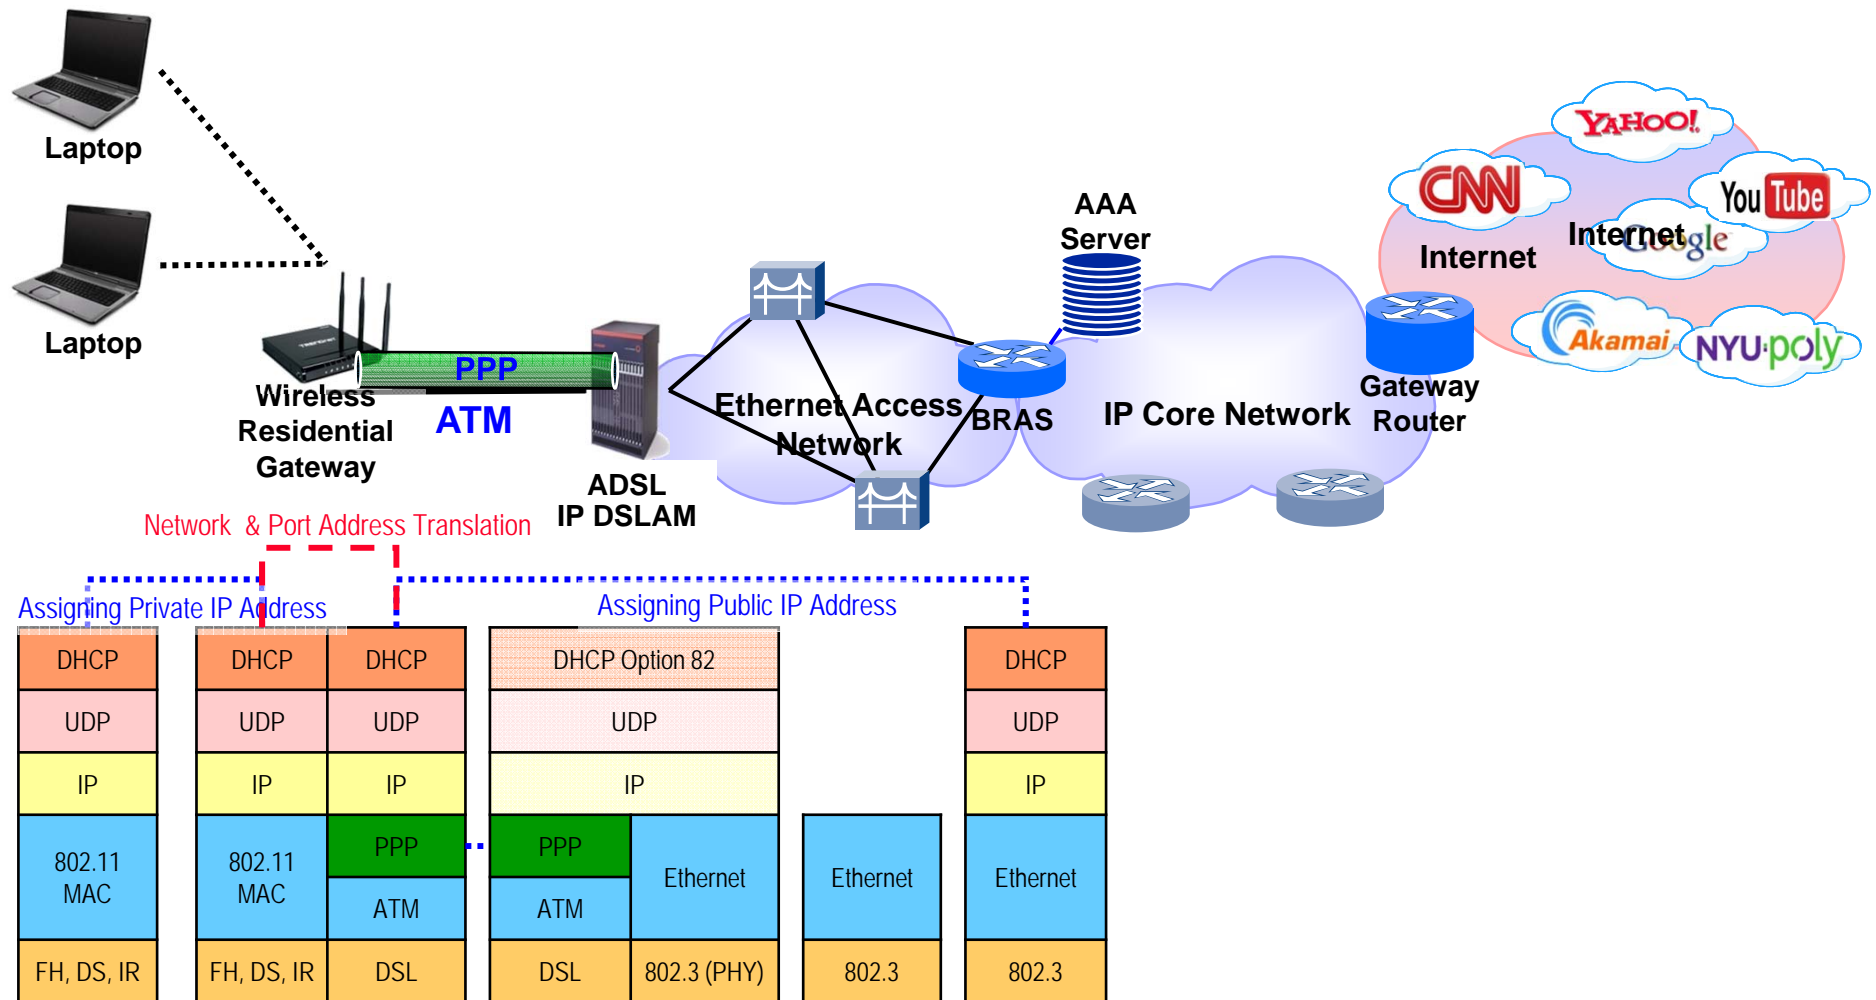 Laptop
Laptop
Wireless
Residential
Gateway
PPP
ATM
ADSL
IP DSLAM
Ethernet Access
Network
BRAS
AAA
Server
IP Core Network
Gateway
Router
Internet
Internet
YAHOO!
CNN
You Tube
Google
Akamai
NYU:poly
Network & Port Address Translation
Assigning Private IP Address
Assigning Public IP Address
DHCP
DHCP
DHCP
DHCP Option 82
DHCP
UDP
UDP
UDP
UDP
UDP
IP
IP
IP
IP
IP
802.11
MAC
802.11
MAC
PPP
PPP
Ethernet
Ethernet
Ethernet
ATM
ATM
FH, DS, IR
FH, DS, IR
DSL
DSL
802.3 (PHY)
802.3
802.3